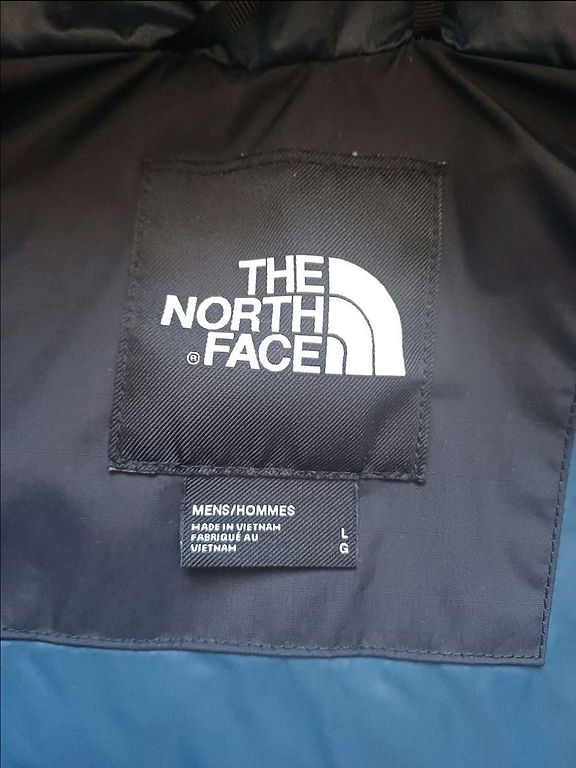 THE
NORTH
® FACE
MENS/HOMMES
MADE IN VIETNAM
FABRIQUÉ AU
VIETNAM
L
G